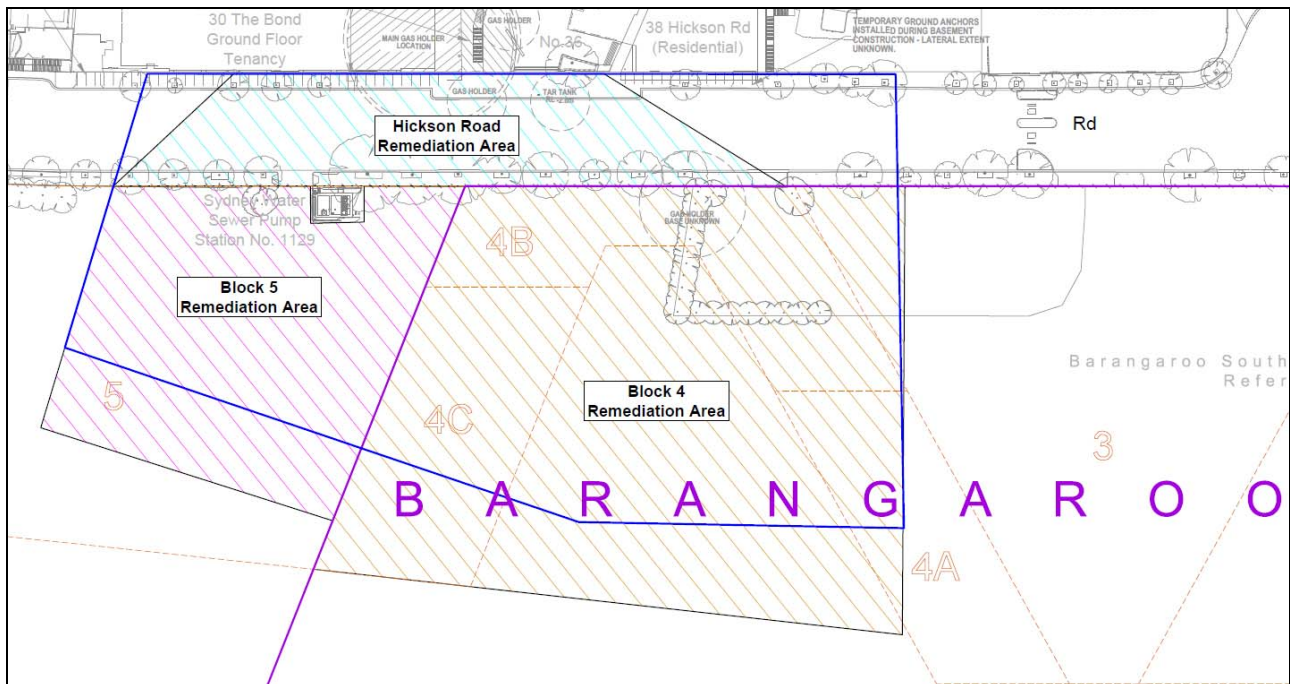 30 The Bond
Ground Floor
Tenancy
MAIN GAS HOLDER
LOCATION
GAS HOLDER
No.36
38 Hickson Rd
(Residential)
TEMPORARY GROUND ANCHORS
INSTALLED DURING BASEMENT
CONSTRUCTION - LATERAL EXTENT
UNKNOWN.
GAS HOLDER
TAR TANK
Hickson Road
Remediation Area
Rd
Sydney Water
Sewer Pump
Station No. 1129
GAS HOLDER
BASE UNKNOWN
4B
Block 5
Remediation Area
Block 4
Remediation Area
Barangaroo South
Refer
5
4C
3
BARANGAROO
4A